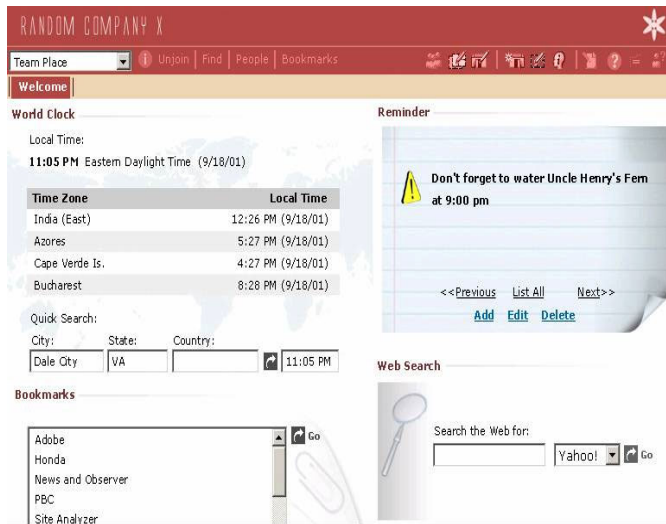 RANDOM COMPANY X
Team Place Unjoin | Find | People | Bookmarks
Welcome
World Clock
Local Time:
11:05 PM Eastern Daylight Time (9/18/01)
Time Zone Local Time
India (East) 12:26 PM (9/18/01)
Azores 5:27 PM (9/18/01)
Cape Verde Is. 4:27 PM (9/18/01)
Bucharest 8:28 PM (9/18/01)
Quick Search:
City: State: Country:
Dale City VA 11:05 PM
Bookmarks
Adobe
Honda
News and Observer
PBC
Site Analyzer
Go
Reminder
Don't forget to water Uncle Henry's Fern
at 9:00 pm
<<Previous List All Next>>
Add Edit Delete
Web Search
Search the Web for:
Yahoo! Go